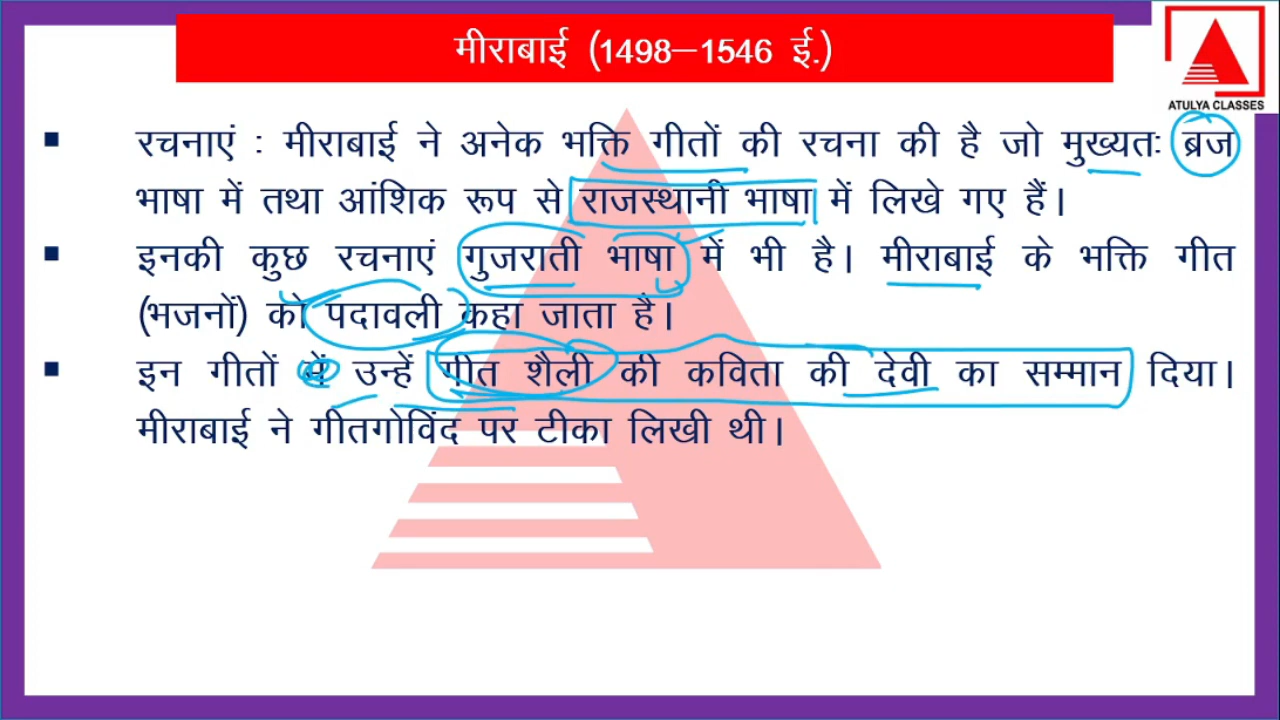 मीराबाई (1498–1546 ई.)
ATULYA CLASSES
▪ रचनाएं : मीराबाई ने अनेक भक्ति गीतों की रचना की है जो मुख्यतः ब्रज
भाषा में तथा आंशिक रूप से राजस्थानी भाषा में लिखे गए हैं।
▪ इनकी कुछ रचनाएं गुजराती भाषा में भी है। मीराबाई के भक्ति गीत
(भजनों) को पदावली कहा जाता है।
▪ इन गीतों में उन्हें गीत शैली की कविता की देवी का सम्मान दिया।
मीराबाई ने गीतगोविंद पर टीका लिखी थी।